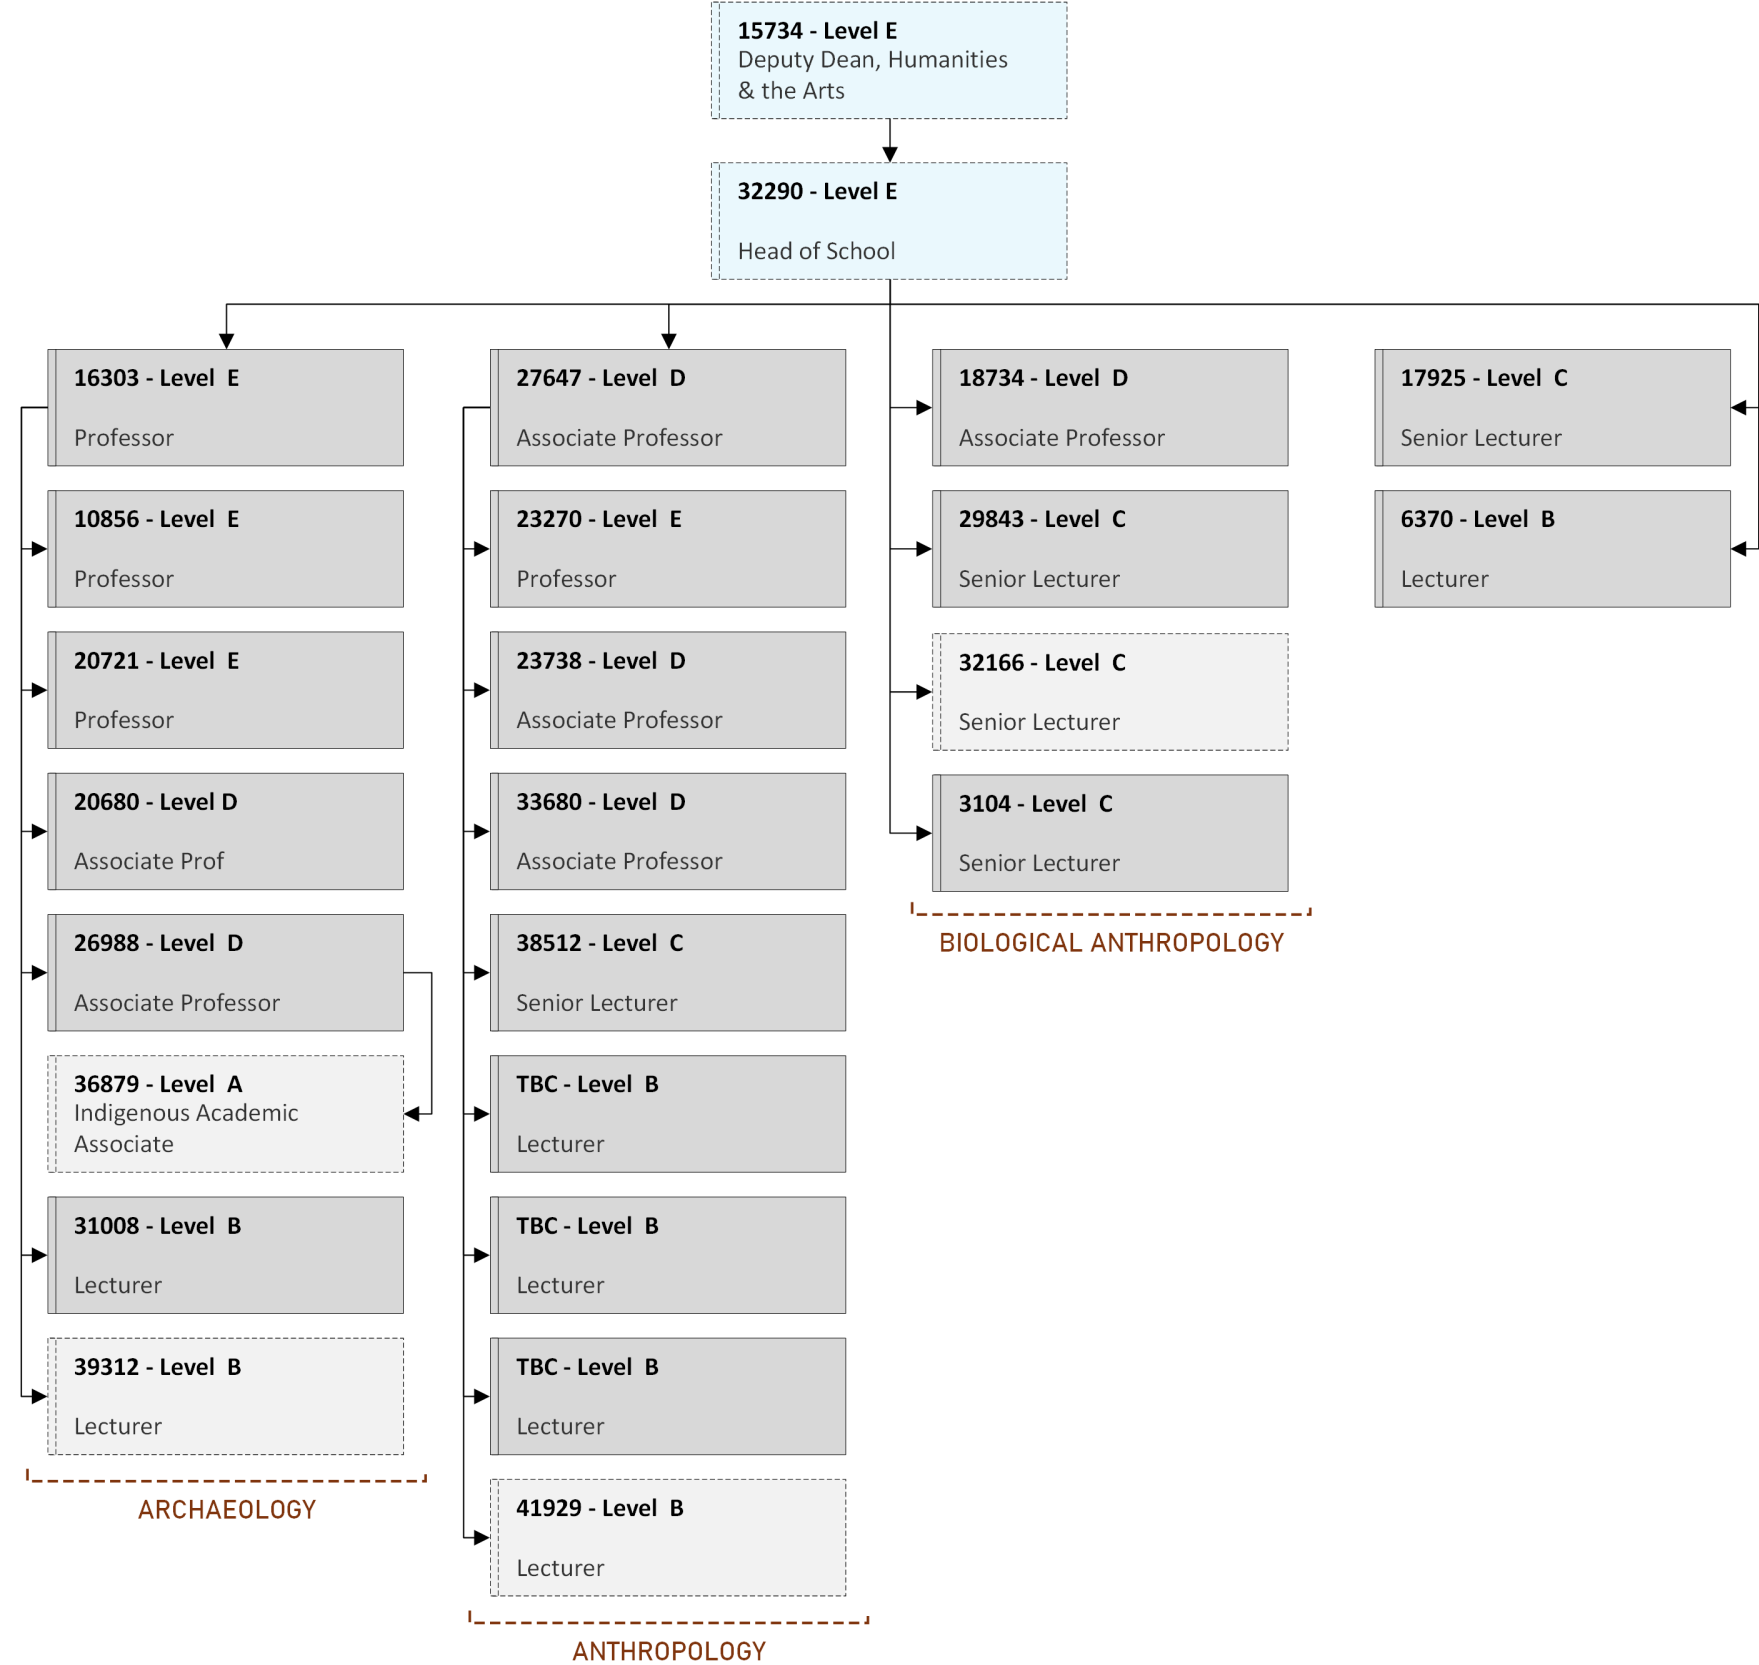 15734 - Level E
Deputy Dean, Humanities
& the Arts
32290 - Level E
Head of School
16303 - Level E
Professor
10856 - Level E
Professor
20721 - Level E
Professor
20680 - Level D
Associate Prof
26988 - Level D
Associate Professor
36879 - Level A
Indigenous Academic
Associate
31008 - Level B
Lecturer
39312 - Level B
Lecturer
ARCHAEOLOGY
27647 - Level D
Associate Professor
23270 - Level E
Professor
23738 - Level D
Associate Professor
33680 - Level D
Associate Professor
38512 - Level C
Senior Lecturer
TBC - Level B
Lecturer
TBC - Level B
Lecturer
TBC - Level B
Lecturer
41929 - Level B
Lecturer
ANTHROPOLOGY
18734 - Level D
Associate Professor
29843 - Level C
Senior Lecturer
32166 - Level C
Senior Lecturer
3104 - Level C
Senior Lecturer
BIOLOGICAL ANTHROPOLOGY
17925 - Level C
Senior Lecturer
6370 - Level B
Lecturer